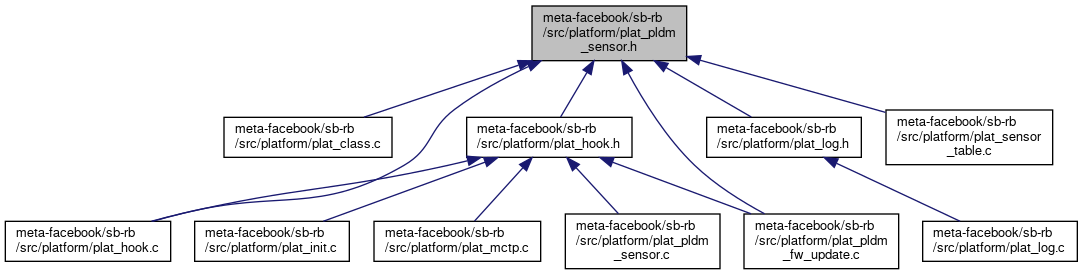 meta-facebook/sb-rb
/src/platform/plat_pldm
_sensor.h
meta-facebook/sb-rb
/src/platform/plat_class.c
meta-facebook/sb-rb
/src/platform/plat_hook.h
meta-facebook/sb-rb
/src/platform/plat_log.h
meta-facebook/sb-rb
/src/platform/plat_sensor
_table.c
meta-facebook/sb-rb
/src/platform/plat_hook.c
meta-facebook/sb-rb
/src/platform/plat_init.c
meta-facebook/sb-rb
/src/platform/plat_mctp.c
meta-facebook/sb-rb
/src/platform/plat_pldm
_sensor.c
meta-facebook/sb-rb
/src/platform/plat_pldm
_fw_update.c
meta-facebook/sb-rb
/src/platform/plat_log.c